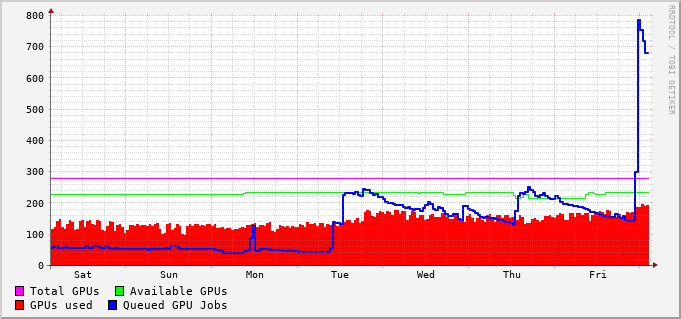 800
700
600
500
400
300
200
100
0
Sat Sun Mon Tue Wed Thu Fri
Total GPUs Available GPUs
GPUs used Queued GPU Jobs
RRDTOOL / TOBI OETIKER